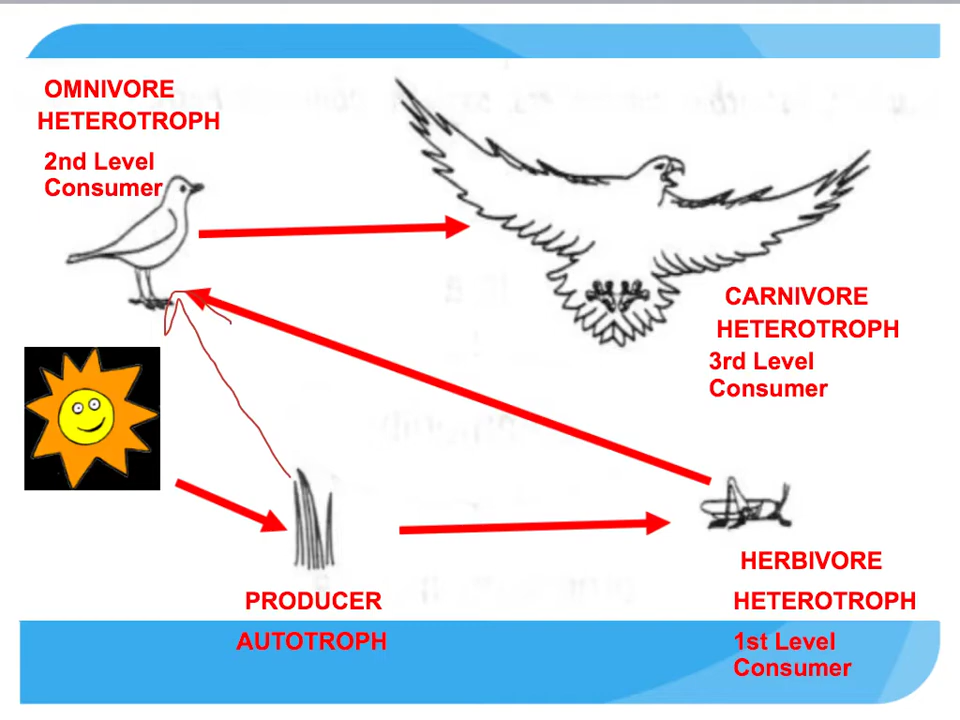 OMNIVORE
HETEROTROPH
2nd Level
Consumer
CARNIVORE
HETEROTROPH
3rd Level
Consumer
HERBIVORE
HETEROTROPH
1st Level
Consumer
PRODUCER
AUTOTROPH